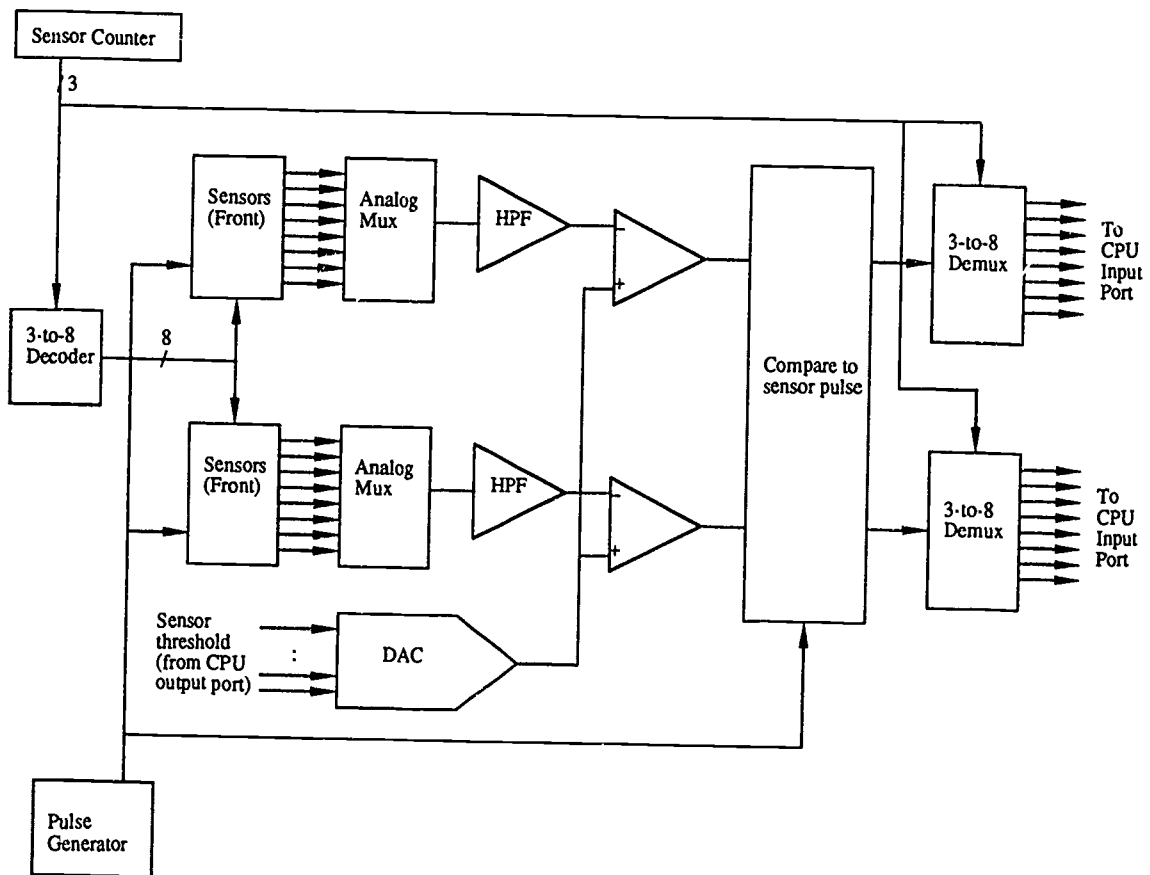 Sensor Counter
3
Sensors
(Front)
Analog
Mux
HPF
−
+
3-to-8
Demux
To
CPU
Input
Port
3-to-8
Decoder
8
Compare to
sensor pulse
Sensors
(Front)
Analog
Mux
HPF
−
+
3-to-8
Demux
To
CPU
Input
Port
Sensor
threshold
(from CPU
output port)
:
DAC
Pulse
Generator